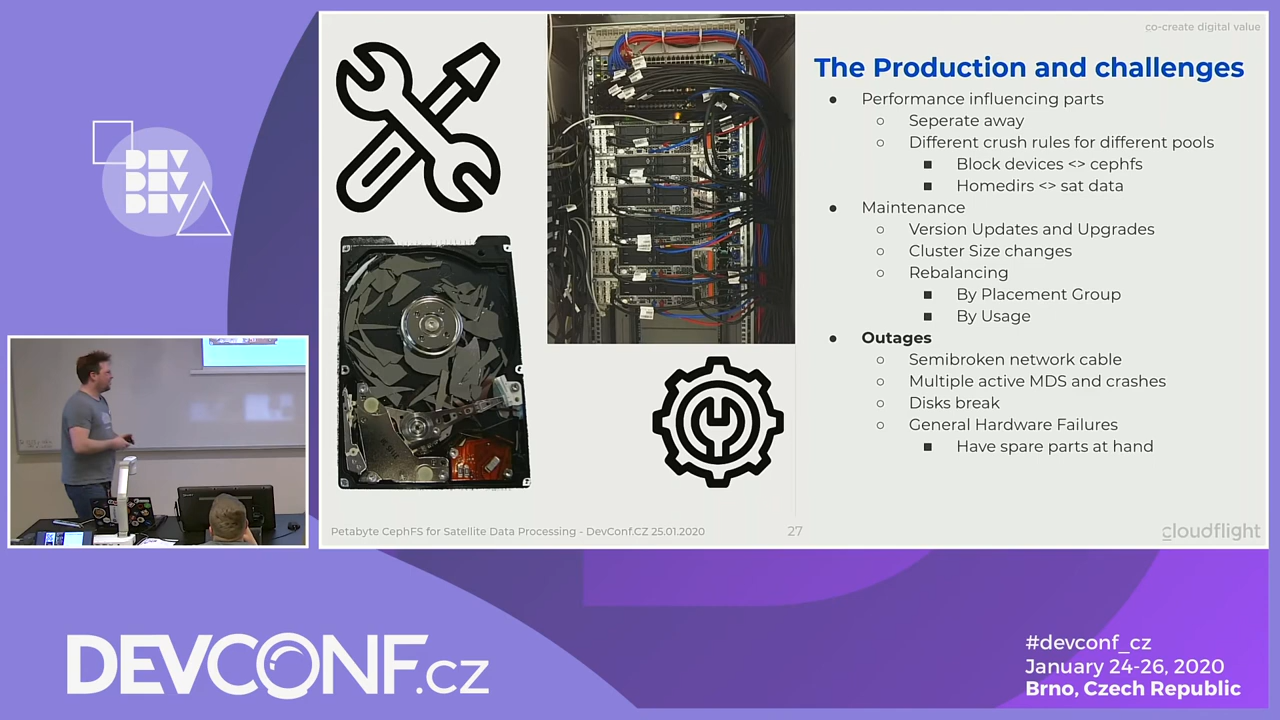 co-create digital value
The Production and challenges
● Performance influencing parts
○ Seperate away
○ Different crush rules for different pools
■ Block devices <> cephfs
■ Homedirs <> sat data
● Maintenance
○ Version Updates and Upgrades
○ Cluster Size changes
○ Rebalancing
■ By Placement Group
■ By Usage
● Outages
○ Semibroken network cable
○ Multiple active MDS and crashes
○ Disks break
○ General Hardware Failures
■ Have spare parts at hand
Petabyte CephFS for Satellite Data Processing - DevConf.CZ 25.01.2020
27
cloudflight
DEV
DEV
DEV
DEVCONF.cz
#devconf_cz
January 24-26, 2020
Brno, Czech Republic